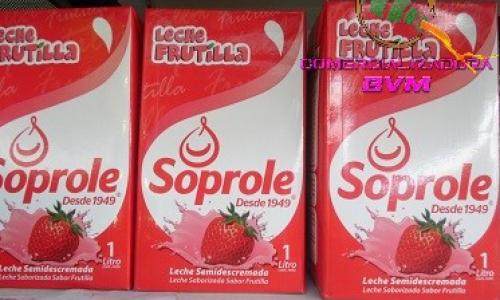 Leche
FRUTILLA
Soprole
Desde 1949
1
Litro
Leche Semidescremada
Leche Saborizada Sabor Frutilla
Leche
FRUTILLA
Soprole
Desde 1949
1
Litro
Leche Semidescremada
Leche Saborizada Sabor Frutilla
Leche
FRUTILLA
COMERCIALIZADORA
BVM
Soprole
Desde 1949
1
Litro
Leche Semidescremada
Leche Saborizada Sabor Frutilla